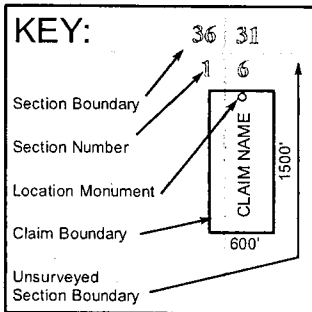 KEY:
36 31
1 6
Section Boundary
Section Number
Location Monument
Claim Boundary
Unsurveyed
Section Boundary
CLAIM NAME
1500'
600'